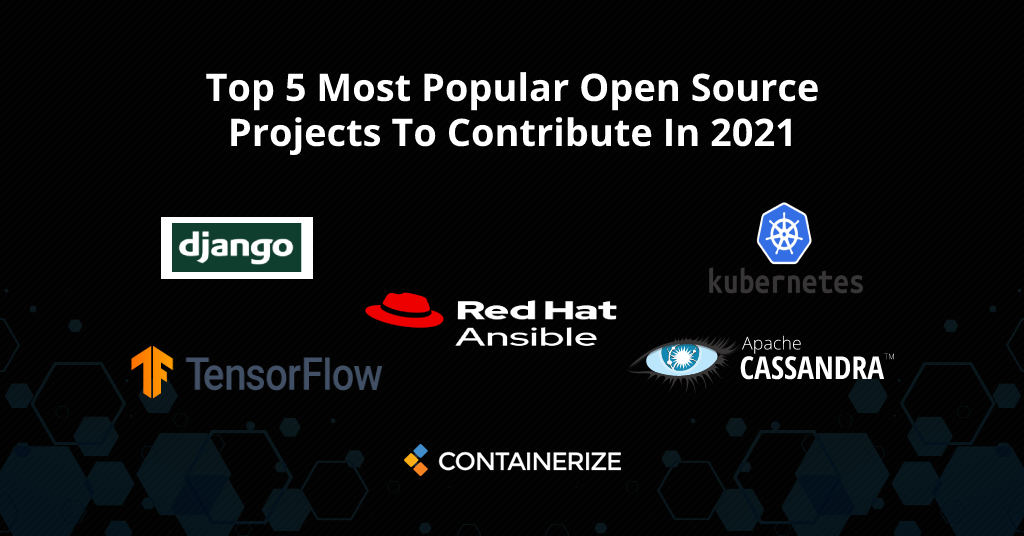 Top 5 Most Popular Open Source
Projects To Contribute In 2021
django
kubernetes
Red Hat
Ansible
TensorFlow
Apache
CASSANDRA™
CONTAINERIZE